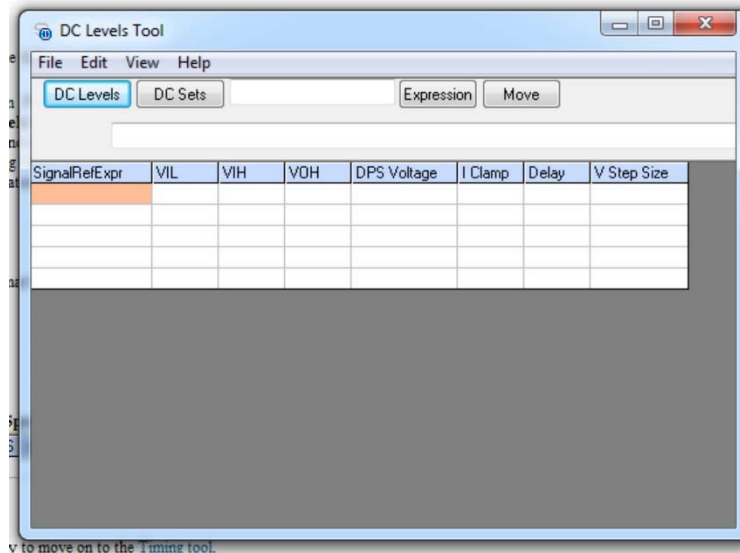 DC Levels Tool
File Edit View Help
DC Levels DC Sets Expression Move
SignalRefExpr VIL VIH VOH DPS Voltage I Clamp Delay V Step Size
to move on to the Timing tool.